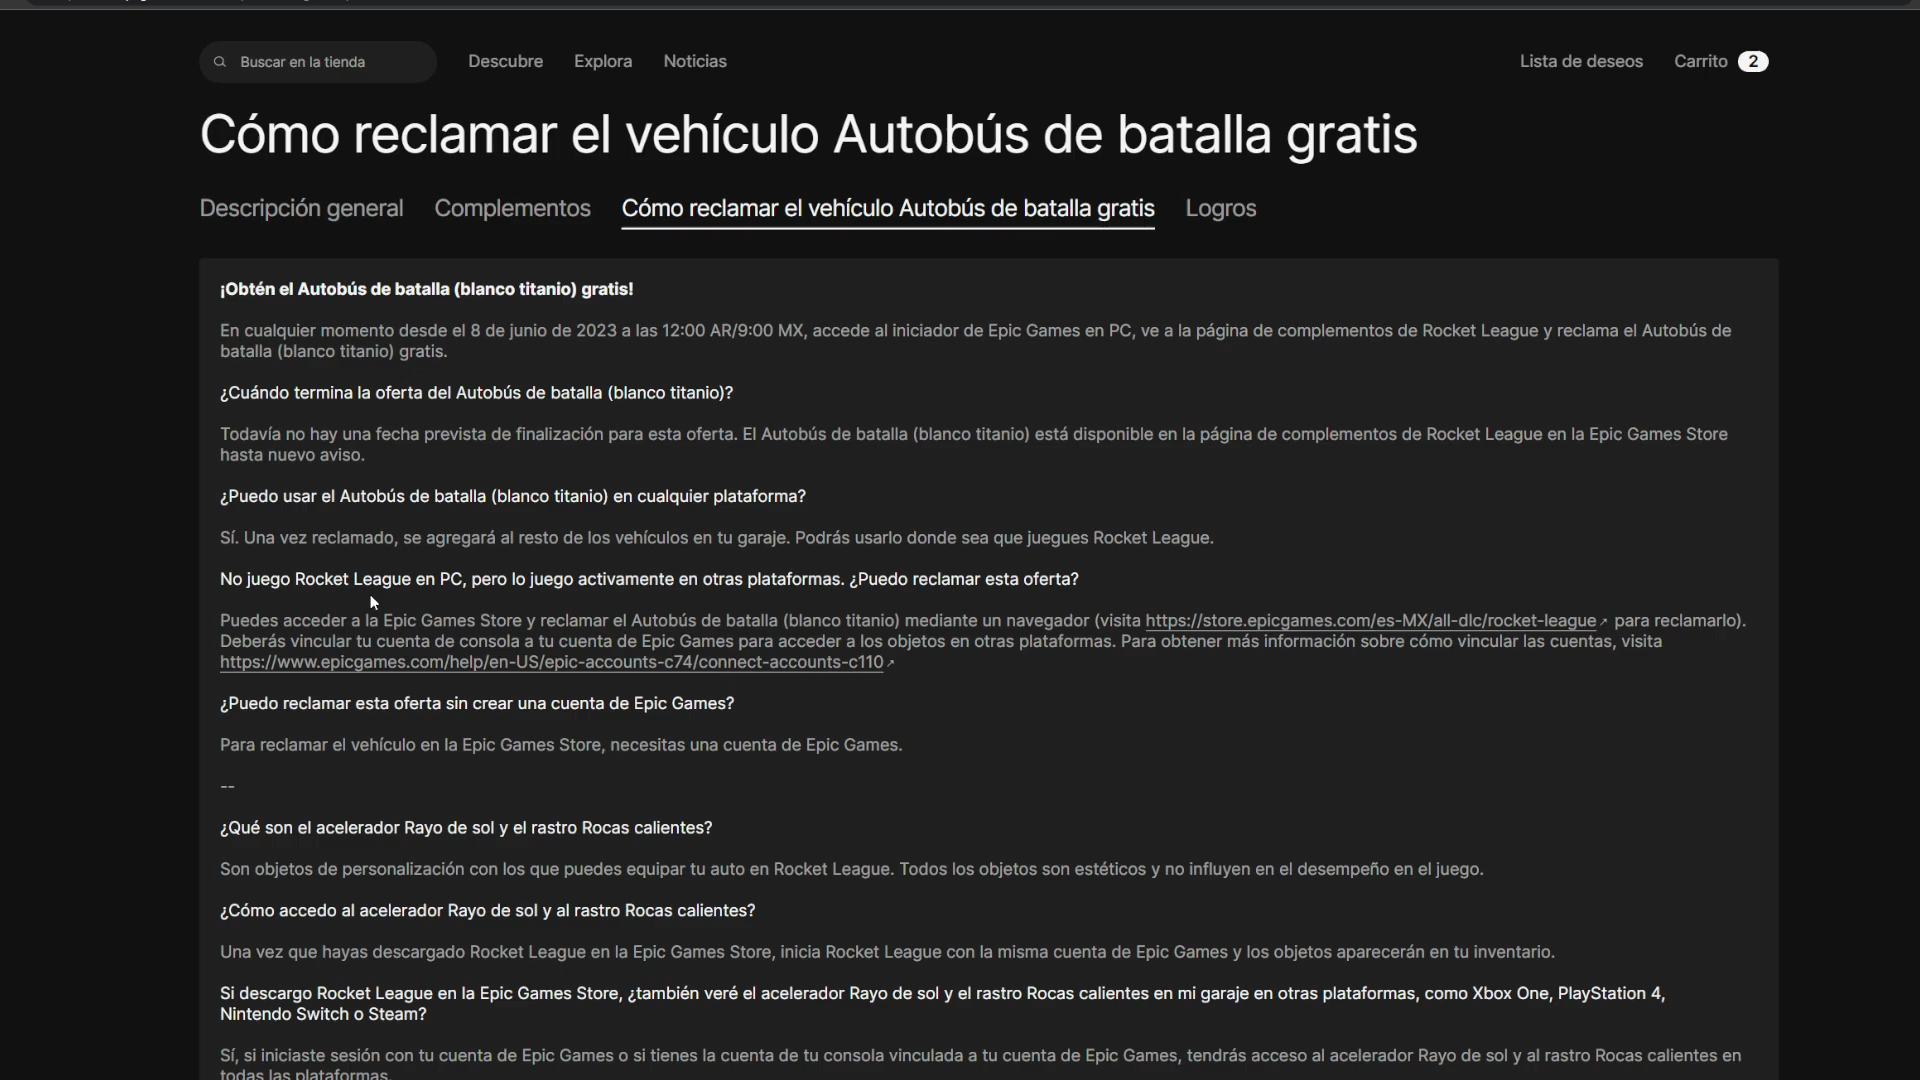 Buscar en la tienda
Descubre
Explora
Noticias
Lista de deseos
Carrito 2
Cómo reclamar el vehículo Autobús de batalla gratis
Descripción general
Complementos
Cómo reclamar el vehículo Autobús de batalla gratis
Logros
¡Obtén el Autobús de batalla (blanco titanio) gratis!
En cualquier momento desde el 8 de junio de 2023 a las 12:00 AR/9:00 MX, accede al iniciador de Epic Games en PC, ve a la página de complementos de Rocket League y reclama el Autobús de
batalla (blanco titanio) gratis.
¿Cuándo termina la oferta del Autobús de batalla (blanco titanio)?
Todavía no hay una fecha prevista de finalización para esta oferta. El Autobús de batalla (blanco titanio) está disponible en la página de complementos de Rocket League en la Epic Games Store
hasta nuevo aviso.
¿Puedo usar el Autobús de batalla (blanco titanio) en cualquier plataforma?
Sí. Una vez reclamado, se agregará al resto de los vehículos en tu garaje. Podrás usarlo donde sea que juegues Rocket League.
No juego Rocket League en PC, pero lo juego activamente en otras plataformas. ¿Puedo reclamar esta oferta?
Puedes acceder a la Epic Games Store y reclamar el Autobús de batalla (blanco titanio) mediante un navegador (visita https://store.epicgames.com/es-MX/all-dlc/rocket-league para reclamarlo).
Deberás vincular tu cuenta de consola a tu cuenta de Epic Games para acceder a los objetos en otras plataformas. Para obtener más información sobre cómo vincular las cuentas, visita
https://www.epicgames.com/help/en-US/epic-accounts-c74/connect-accounts-c110
¿Puedo reclamar esta oferta sin crear una cuenta de Epic Games?
Para reclamar el vehículo en la Epic Games Store, necesitas una cuenta de Epic Games.
--
¿Qué son el acelerador Rayo de sol y el rastro Rocas calientes?
Son objetos de personalización con los que puedes equipar tu auto en Rocket League. Todos los objetos son estéticos y no influyen en el desempeño en el juego.
¿Cómo accedo al acelerador Rayo de sol y al rastro Rocas calientes?
Una vez que hayas descargado Rocket League en la Epic Games Store, inicia Rocket League con la misma cuenta de Epic Games y los objetos aparecerán en tu inventario.
Si descargo Rocket League en la Epic Games Store, ¿también veré el acelerador Rayo de sol y el rastro Rocas calientes en mi garaje en otras plataformas, como Xbox One, PlayStation 4,
Nintendo Switch o Steam?
Sí, si iniciaste sesión con tu cuenta de Epic Games o si tienes la cuenta de tu consola vinculada a tu cuenta de Epic Games, tendrás acceso al acelerador Rayo de sol y al rastro Rocas calientes en
todas las plataformas.